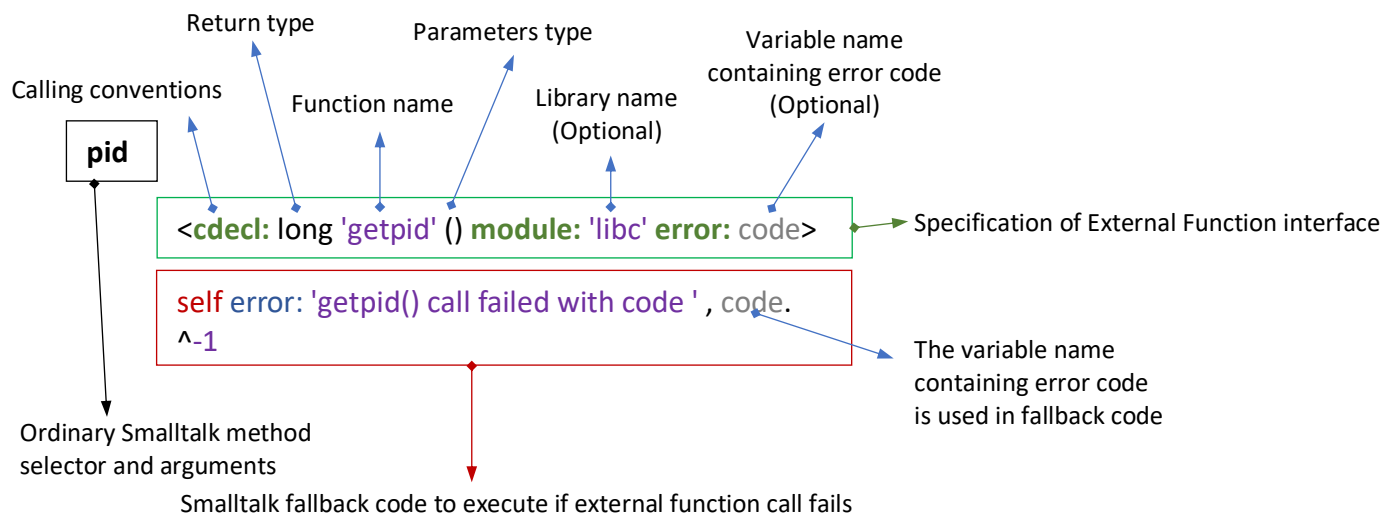 Return type
Parameters type
Variable name
containing error code
(Optional)
Calling conventions
Function name
Library name
(Optional)
pid
<cdecl: long 'getpid' () module: 'libc' error: code>
Specification of External Function interface
self error: 'getpid() call failed with code ' , code.
^-1
The variable name
containing error code
is used in fallback code
Ordinary Smalltalk method
selector and arguments
Smalltalk fallback code to execute if external function call fails